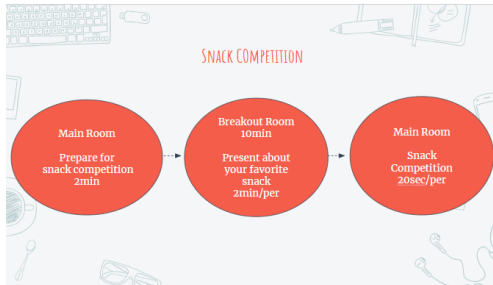 Snack Competition
Main Room
Prepare for
snack competition
2min
Breakout Room
10min
Present about
your favorite
snack
2min/per
Main Room
Snack
Competition
20sec/per